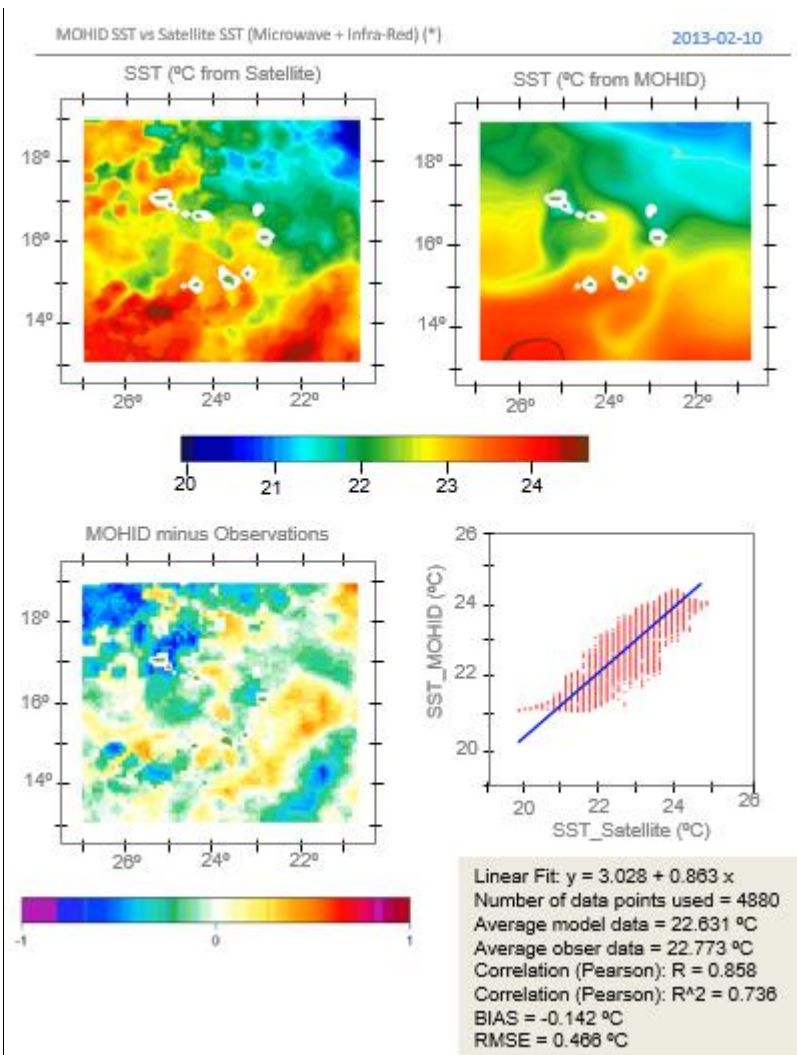 MOHID SST vs Satellite SST (Microwave + Infra-Red) (*)
2013-02-10
SST (ºC from Satellite)
SST (ºC from MOHID)
18º
16º
14º
26º 24º 22º
18º
16º
14º
26º 24º 22º
20 21 22 23 24
MOHID minus Observations
18º
16º
14º
26º 24º 22º
-1 0 1
26
24
22
20
SST_MOHID (ºC)
20 22 24 26
SST_Satellite (ºC)
Linear Fit: y = 3.028 + 0.863 x
Number of data points used = 4880
Average model data = 22.631 ºC
Average obser data = 22.773 ºC
Correlation (Pearson): R = 0.858
Correlation (Pearson): R^2 = 0.736
BIAS = -0.142 ºC
RMSE = 0.466 ºC